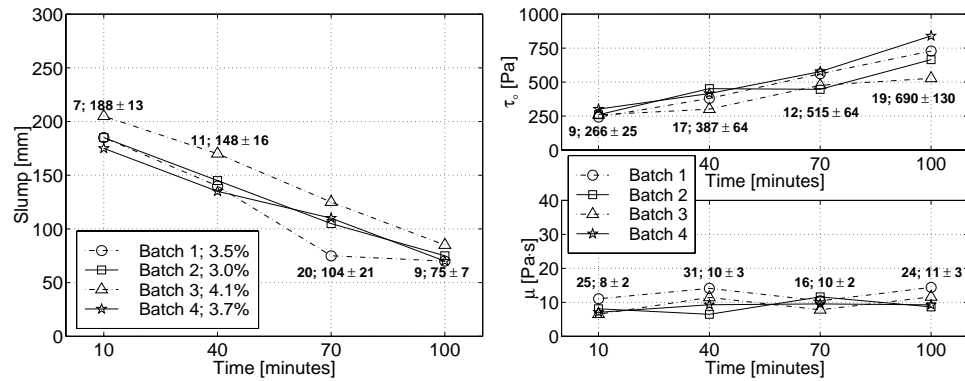 300
250
200
150
100
50
0
Slump [mm]
7; 188 ± 13
11; 148 ± 16
20; 104 ± 21
9; 75 ± 7
Batch 1; 3.5%
Batch 2; 3.0%
Batch 3; 4.1%
Batch 4; 3.7%
10 40 70 100
Time [minutes]
1000
750
500
250
0
τo [Pa]
9; 266 ± 25
17; 387 ± 64
12; 515 ± 64
19; 690 ± 130
10 40 70 100
Time [minutes]
Batch 1
Batch 2
Batch 3
Batch 4
40
30
20
10
0
μ [Pa·s]
25; 8 ± 2
31; 10 ± 3
16; 10 ± 2
24; 11 ± 3
10 40 70 100
Time [minutes]